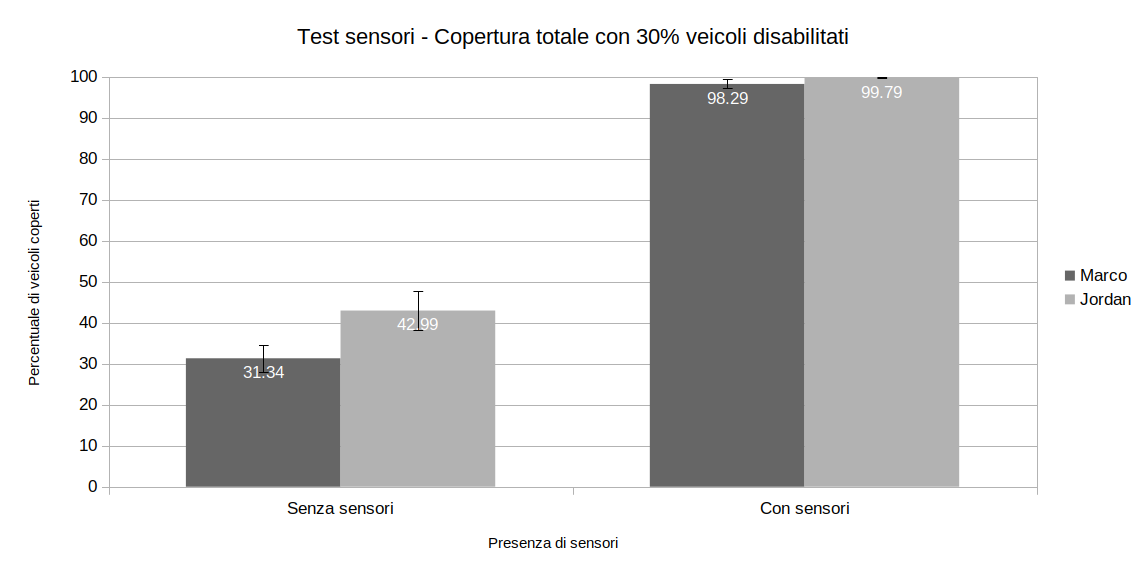 Test sensori - Copertura totale con 30% veicoli disabilitati
100
90
80
70
60
50
40
30
20
10
0
Percentuale di veicoli coperti
31.34
42.99
98.29
99.79
Senza sensori
Con sensori
Presenza di sensori
Marco
Jordan